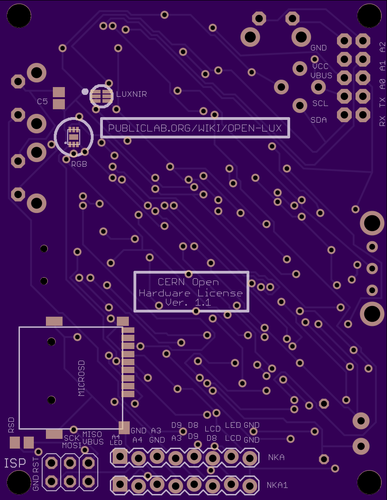 GND
VCC
VBUS
SCL
SDA
RX TX A0 A1 A2
C5
LUXNIR
PUBLICLAB.ORG/WIKI/OPEN-LUX
RGB
CERN Open
Hardware License
Ver. 1.1
MICROSD
RSD
SCK MISO
MOSI VBUS
A4 GND A3 D9 D8 LCD LED GND
LED A4 GND A3 D9 D8 LED GND
ISP
GND RST
NKA
NKA1